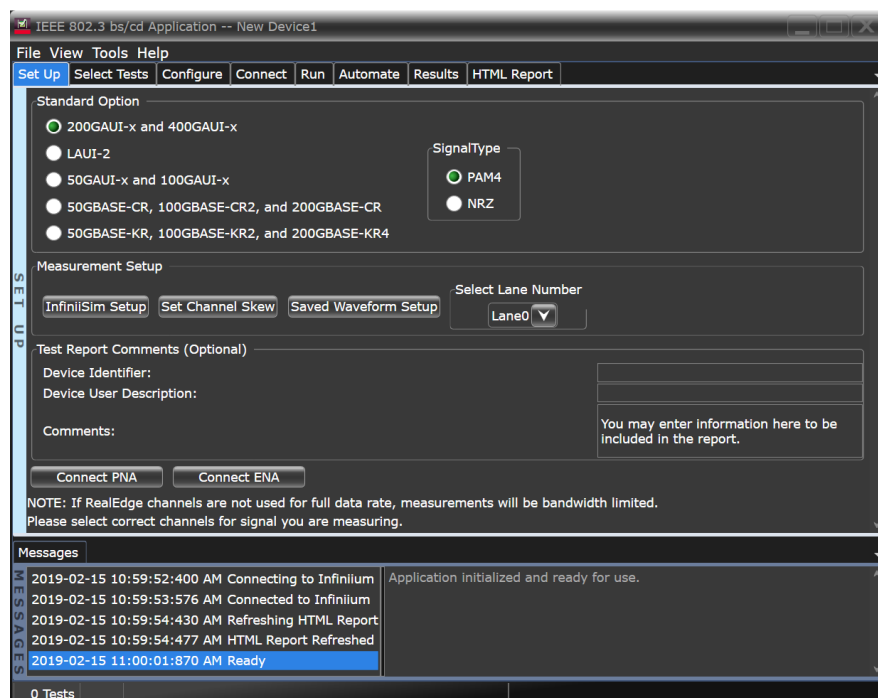 IEEE 802.3 bs/cd Application -- New Device1
File View Tools Help
Set Up Select Tests Configure Connect Run Automate Results HTML Report
Standard Option
200GAUI-x and 400GAUI-x
LAUI-2
50GAUI-x and 100GAUI-x
50GBASE-CR, 100GBASE-CR2, and 200GBASE-CR
50GBASE-KR, 100GBASE-KR2, and 200GBASE-KR4
SignalType
PAM4
NRZ
SET UP
Measurement Setup
InfiniiSim Setup Set Channel Skew Saved Waveform Setup
Select Lane Number
Lane0
Test Report Comments (Optional)
Device Identifier:
Device User Description:
Comments:
You may enter information here to be
included in the report.
Connect PNA Connect ENA
NOTE: If RealEdge channels are not used for full data rate, measurements will be bandwidth limited.
Please select correct channels for signal you are measuring.
Messages
MESSAGES
2019-02-15 10:59:52:400 AM Connecting to Infiniium
2019-02-15 10:59:53:576 AM Connected to Infiniium
2019-02-15 10:59:54:430 AM Refreshing HTML Report
2019-02-15 10:59:54:477 AM HTML Report Refreshed
2019-02-15 11:00:01:870 AM Ready
Application initialized and ready for use.
0 Tests